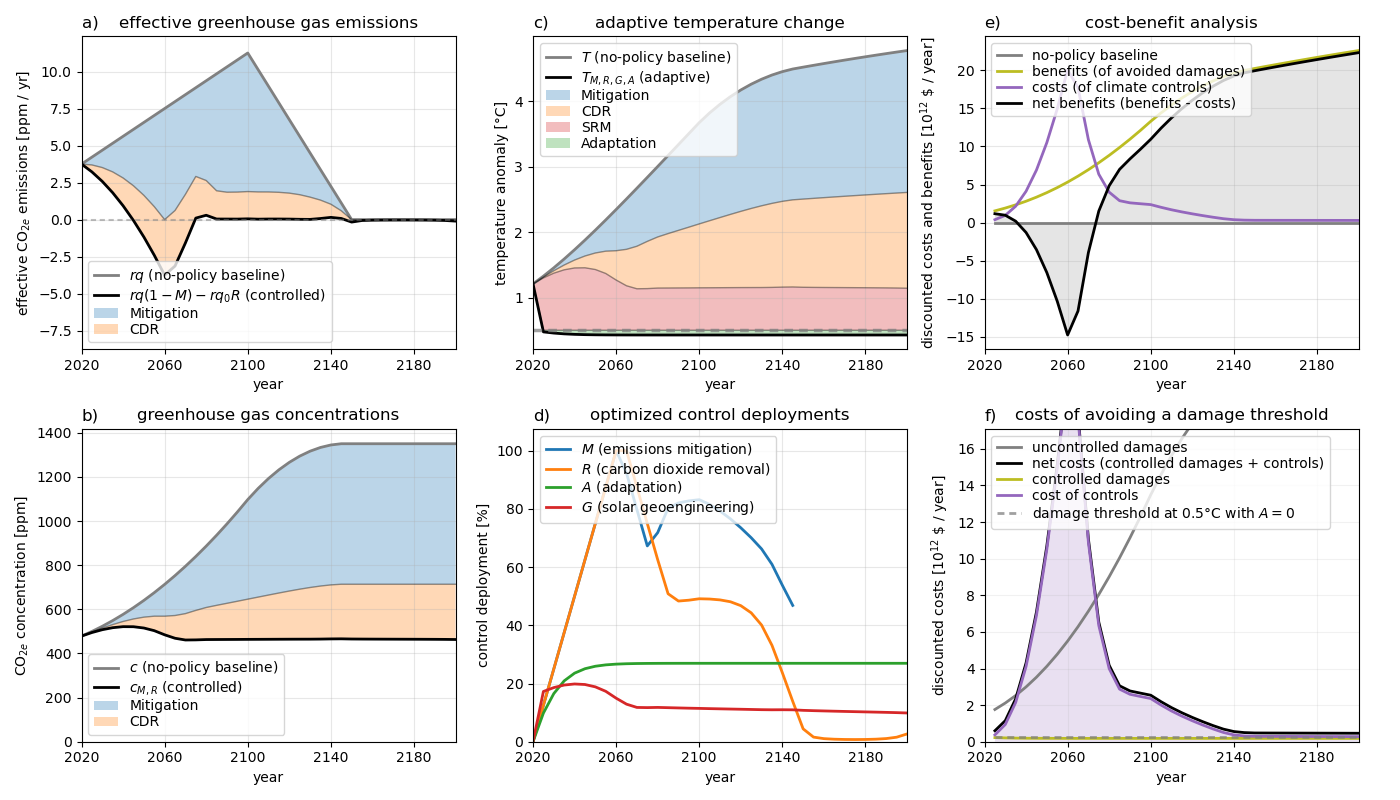 a) effective greenhouse gas emissions
effective CO2e emissions [ppm / yr]
10.0
7.5
5.0
2.5
0.0
−2.5
−5.0
−7.5
rq (no-policy baseline)
rq(1 − M) − rq0R (controlled)
Mitigation
CDR
2020 2060 2100 2140 2180
year
c) adaptive temperature change
temperature anomaly [°C]
4
3
2
1
T (no-policy baseline)
TM,R,G,A (adaptive)
Mitigation
CDR
SRM
Adaptation
2020 2060 2100 2140 2180
year
e) cost-benefit analysis
discounted costs and benefits [10^12 $ / year]
20
15
10
5
0
−5
−10
−15
no-policy baseline
benefits (of avoided damages)
costs (of climate controls)
net benefits (benefits - costs)
2020 2060 2100 2140 2180
year
b) greenhouse gas concentrations
CO2e concentration [ppm]
1400
1200
1000
800
600
400
200
0
c (no-policy baseline)
cM,R (controlled)
Mitigation
CDR
2020 2060 2100 2140 2180
year
d) optimized control deployments
control deployment [%]
100
80
60
40
20
0
M (emissions mitigation)
R (carbon dioxide removal)
A (adaptation)
G (solar geoengineering)
2020 2060 2100 2140 2180
year
f) costs of avoiding a damage threshold
discounted costs [10^12 $ / year]
16
14
12
10
8
6
4
2
0
uncontrolled damages
net costs (controlled damages + controls)
controlled damages
cost of controls
damage threshold at 0.5°C with A = 0
2020 2060 2100 2140 2180
year